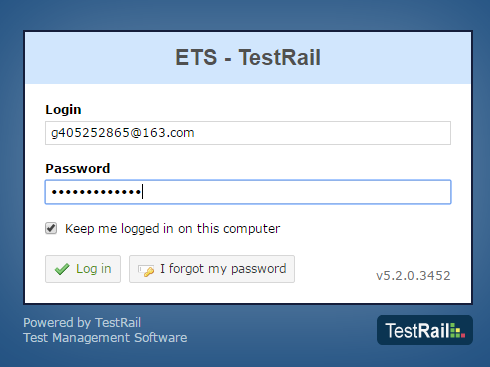 ETS - TestRail
Login
g405252865@163.com
Password
•••••••••••••
Keep me logged in on this computer
Log in
I forgot my password
v5.2.0.3452
Powered by TestRail
Test Management Software
TestRail